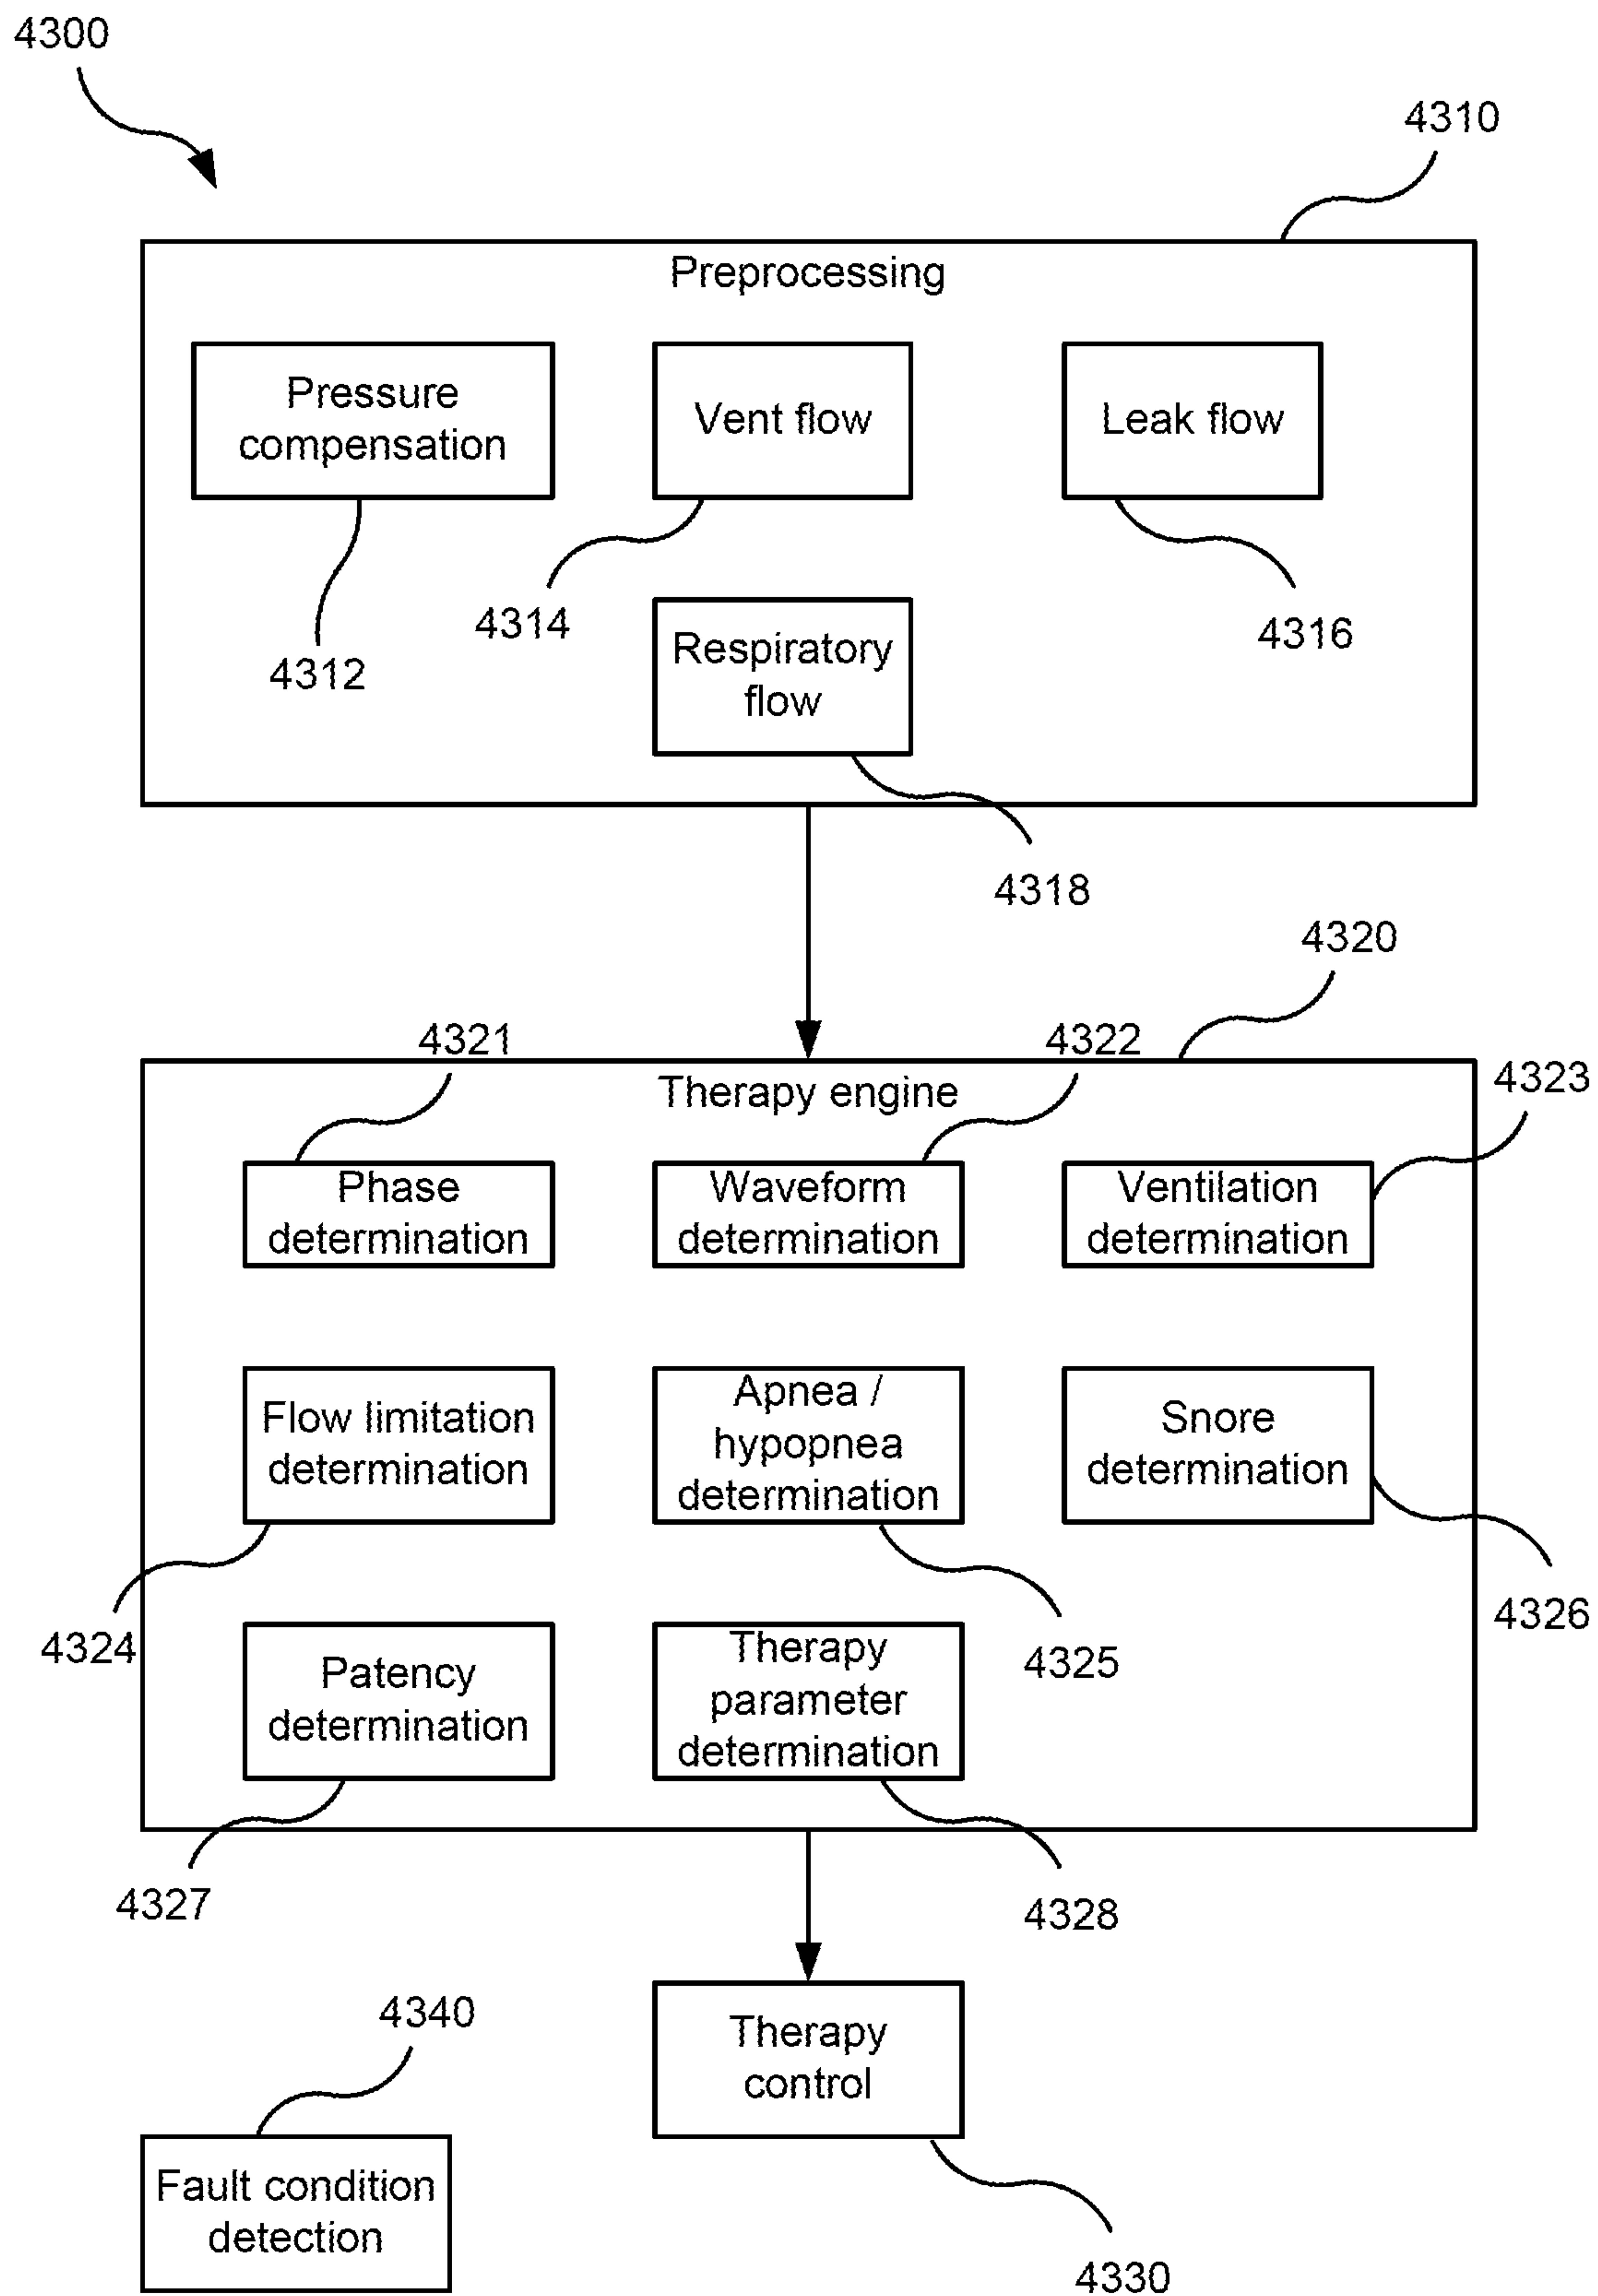 4300
4310
Preprocessing
Pressure
compensation
Vent flow
Leak flow
4312
4314
4316
Respiratory
flow
4318
4320
4321
4322
4323
Therapy engine
Phase
determination
Waveform
determination
Ventilation
determination
Flow limitation
determination
Apnea /
hypopnea
determination
Snore
determination
4324
4325
4326
Patency
determination
Therapy
parameter
determination
4327
4328
Therapy
control
4340
Fault condition
detection
4330